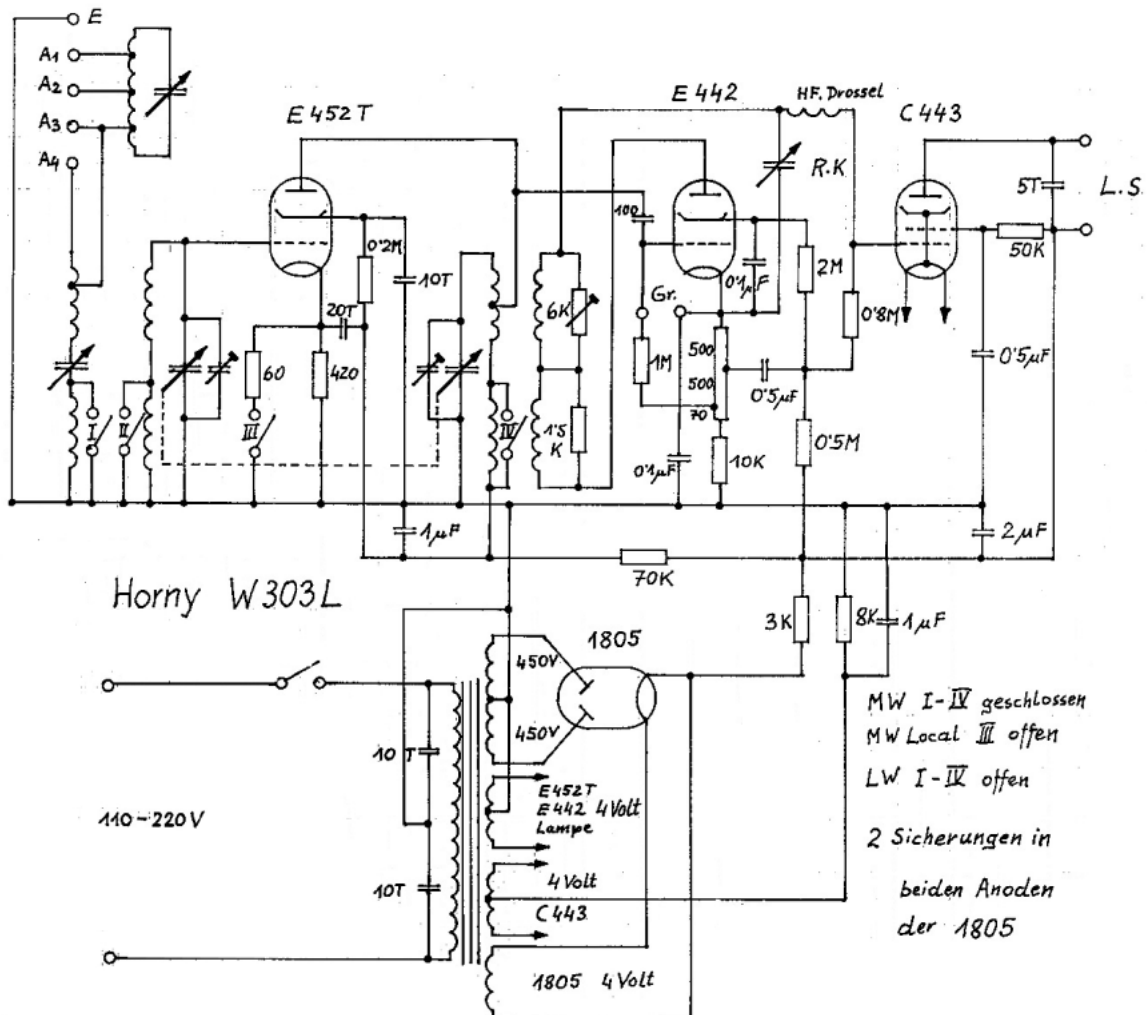 E
A1
A2
A3
A4
E 452 T
E 442
HF. Drossel
C 443
R.K
5T
L.S.
100
0'2M
10T
50K
2M
0'1µF
Gr.
6K
20T
0'8M
500
1M
60
420
500
0'5µF
0'5µF
70
I
II
III
IV
1'5
K
10K
0'5M
0'1µF
1µF
2µF
70K
Horny W303L
3K
8K
1µF
1805
450V
450V
MW I-IV geschlossen
MW Local III offen
LW I-IV offen
10T
E452T
E442 4 Volt
Lampe
110-220V
2 Sicherungen in
beiden Anoden
der 1805
10T
4 Volt
C443
1805 4 Volt